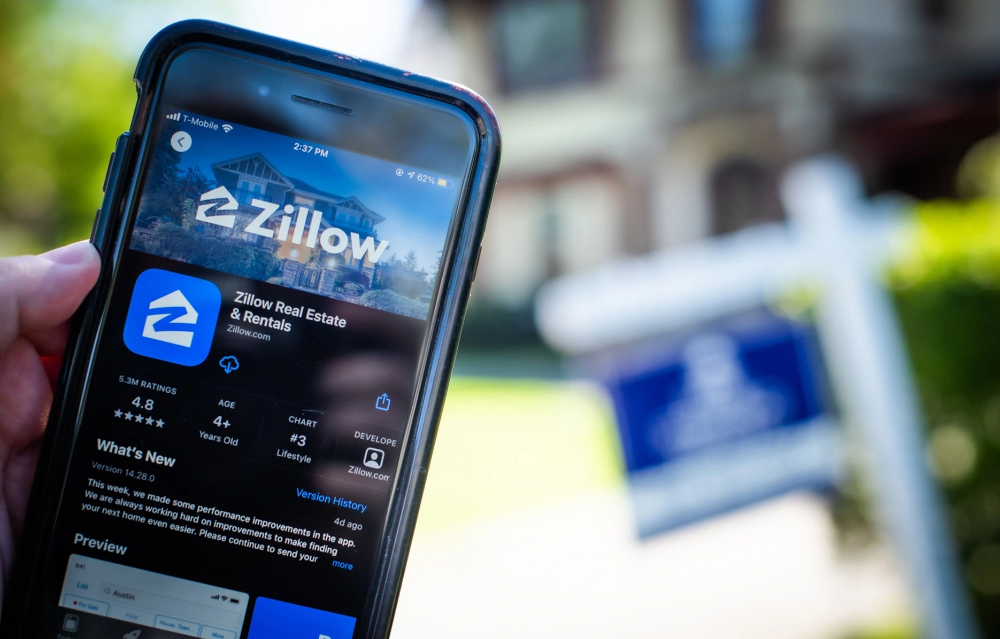 T-Mobile
2:37 PM
62%
Zillow
Zillow Real Estate
& Rentals
Zillow.com
5.3M RATINGS
4.8
AGE
4+
Years Old
CHART
#3
Lifestyle
DEVELOPE
Zillow.com
What's New
Version 14.28.0
Version History
4d ago
This week, we made some performance improvements in the app.
We are always working hard on improvements to make finding
your next home even easier. Please continue to send your
more
Preview
9:41
List
Austin
For Sale
Price
House, Town...
More